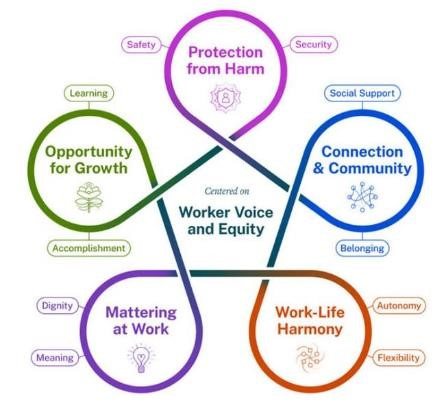 Safety
Security
Protection
from Harm
Learning
Social Support
Opportunity
for Growth
Connection
& Community
Centered on
Worker Voice
and Equity
Accomplishment
Belonging
Dignity
Meaning
Mattering
at Work
Work-Life
Harmony
Autonomy
Flexibility